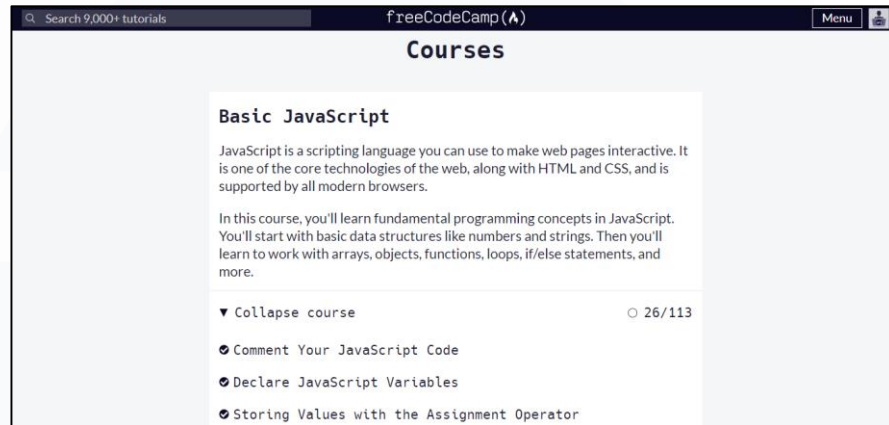 Search 9,000+ tutorials
freeCodeCamp
Menu
Courses
Basic JavaScript
JavaScript is a scripting language you can use to make web pages interactive. It
is one of the core technologies of the web, along with HTML and CSS, and is
supported by all modern browsers.
In this course, you'll learn fundamental programming concepts in JavaScript.
You'll start with basic data structures like numbers and strings. Then you'll
learn to work with arrays, objects, functions, loops, if/else statements, and
more.
Collapse course
26/113
Comment Your JavaScript Code
Declare JavaScript Variables
Storing Values with the Assignment Operator